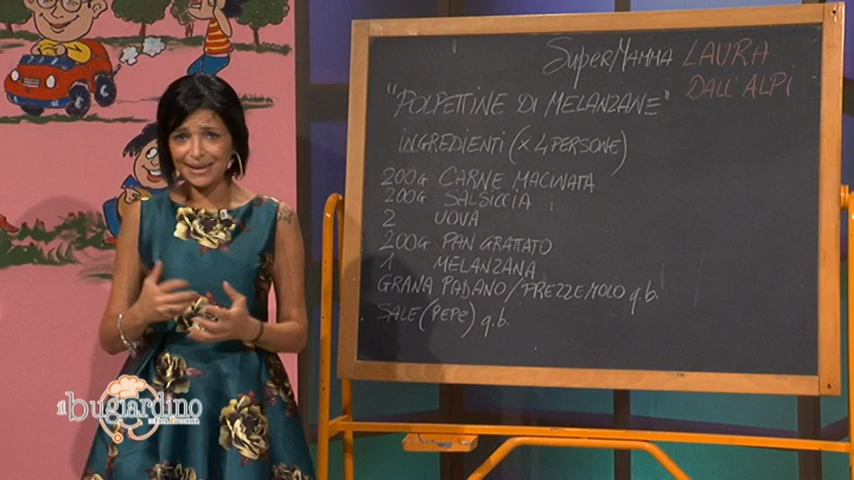 SUPERMAMMA LAURA
DALL'ALPI
"POLPETTINE DI MELANZANE"
INGREDIENTI (x 4 PERSONE)
200G CARNE MACINATA
200G SALSICCIA
2 UOVA
200G PAN GRATTATO
1 MELANZANA
GRANA PADANO/PREZZEMOLO q.b.
SALE (PEPE) q.b.
il bugiardino